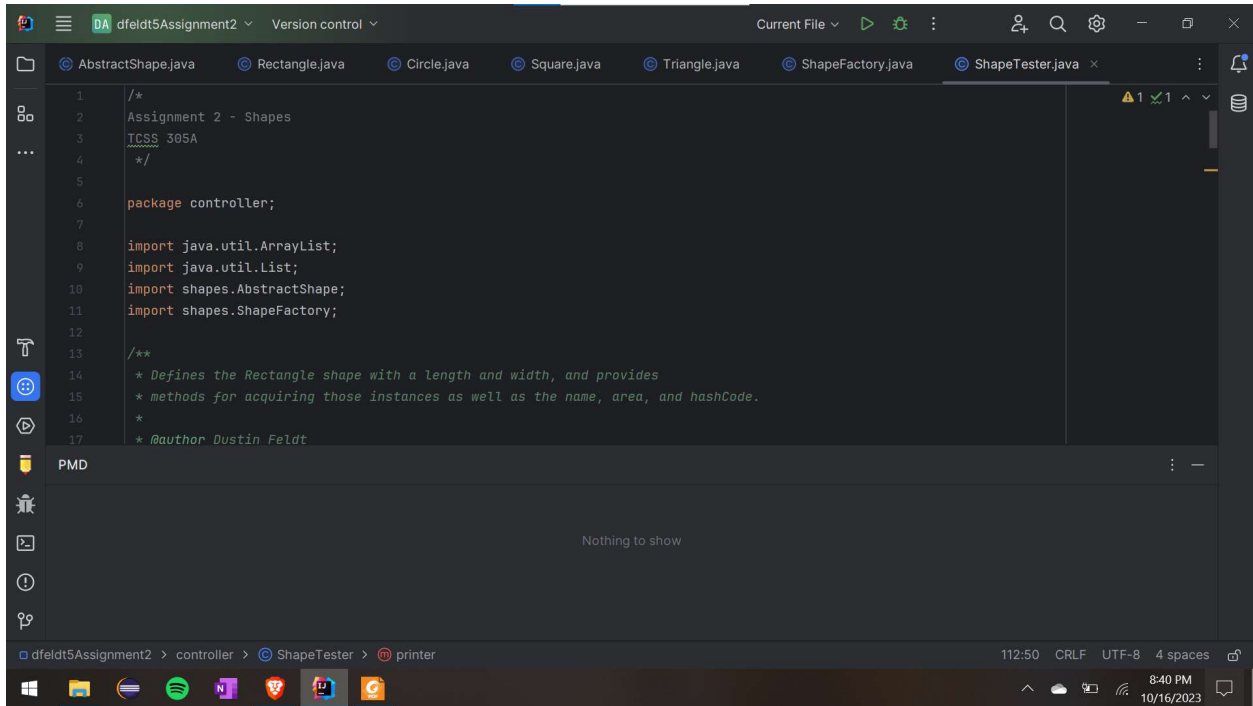 DA dfeldt5Assignment2 Version control Current File
AbstractShape.java Rectangle.java Circle.java Square.java Triangle.java ShapeFactory.java ShapeTester.java
1 /* 1 1
2 Assignment 2 - Shapes
3 TCSS 305A
4 */
5
6 package controller;
7
8 import java.util.ArrayList;
9 import java.util.List;
10 import shapes.AbstractShape;
11 import shapes.ShapeFactory;
12
13 /**
14 * Defines the Rectangle shape with a length and width, and provides
15 * methods for acquiring those instances as well as the name, area, and hashCode.
16 *
17 * @author Dustin Feldt
PMD
Nothing to show
dfeldt5Assignment2 > controller > ShapeTester > printer 112:50 CRLF UTF-8 4 spaces
8:40 PM
10/16/2023